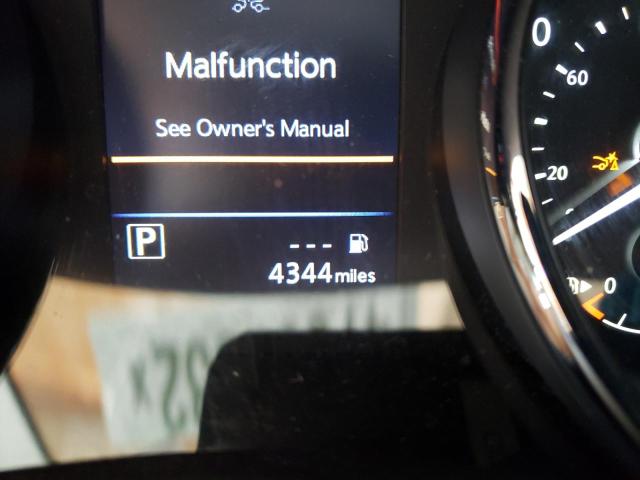 Malfunction
See Owner's Manual
P
---
4344 miles
0
60
20
0